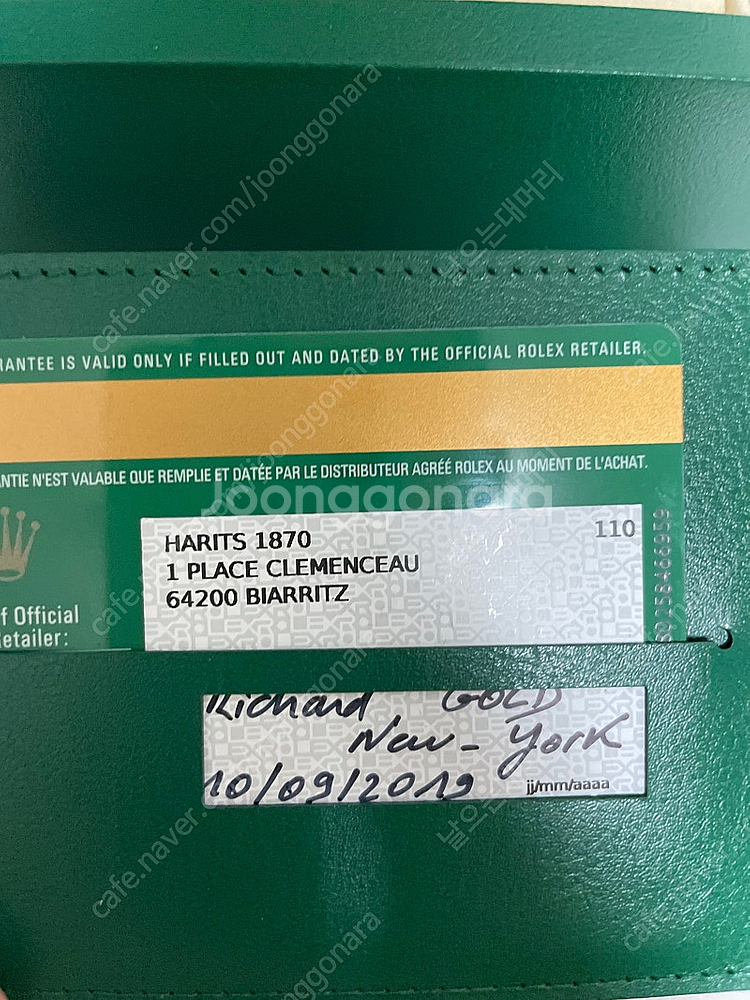 RANTEE IS VALID ONLY IF FILLED OUT AND DATED BY THE OFFICIAL ROLEX RETAILER.
NTIE N'EST VALABLE QUE REMPLIE ET DATÉE PAR LE DISTRIBUTEUR AGRÉÉ ROLEX AU MOMENT DE L'ACHAT.
Joonggonara
HARITS 1870 110
1 PLACE CLEMENCEAU
64200 BIARRITZ
f Official
etailer:
Richard GOLD
New-York
10/09/2019 jj/mm/aaaa
cafe.naver.com/joonggonara